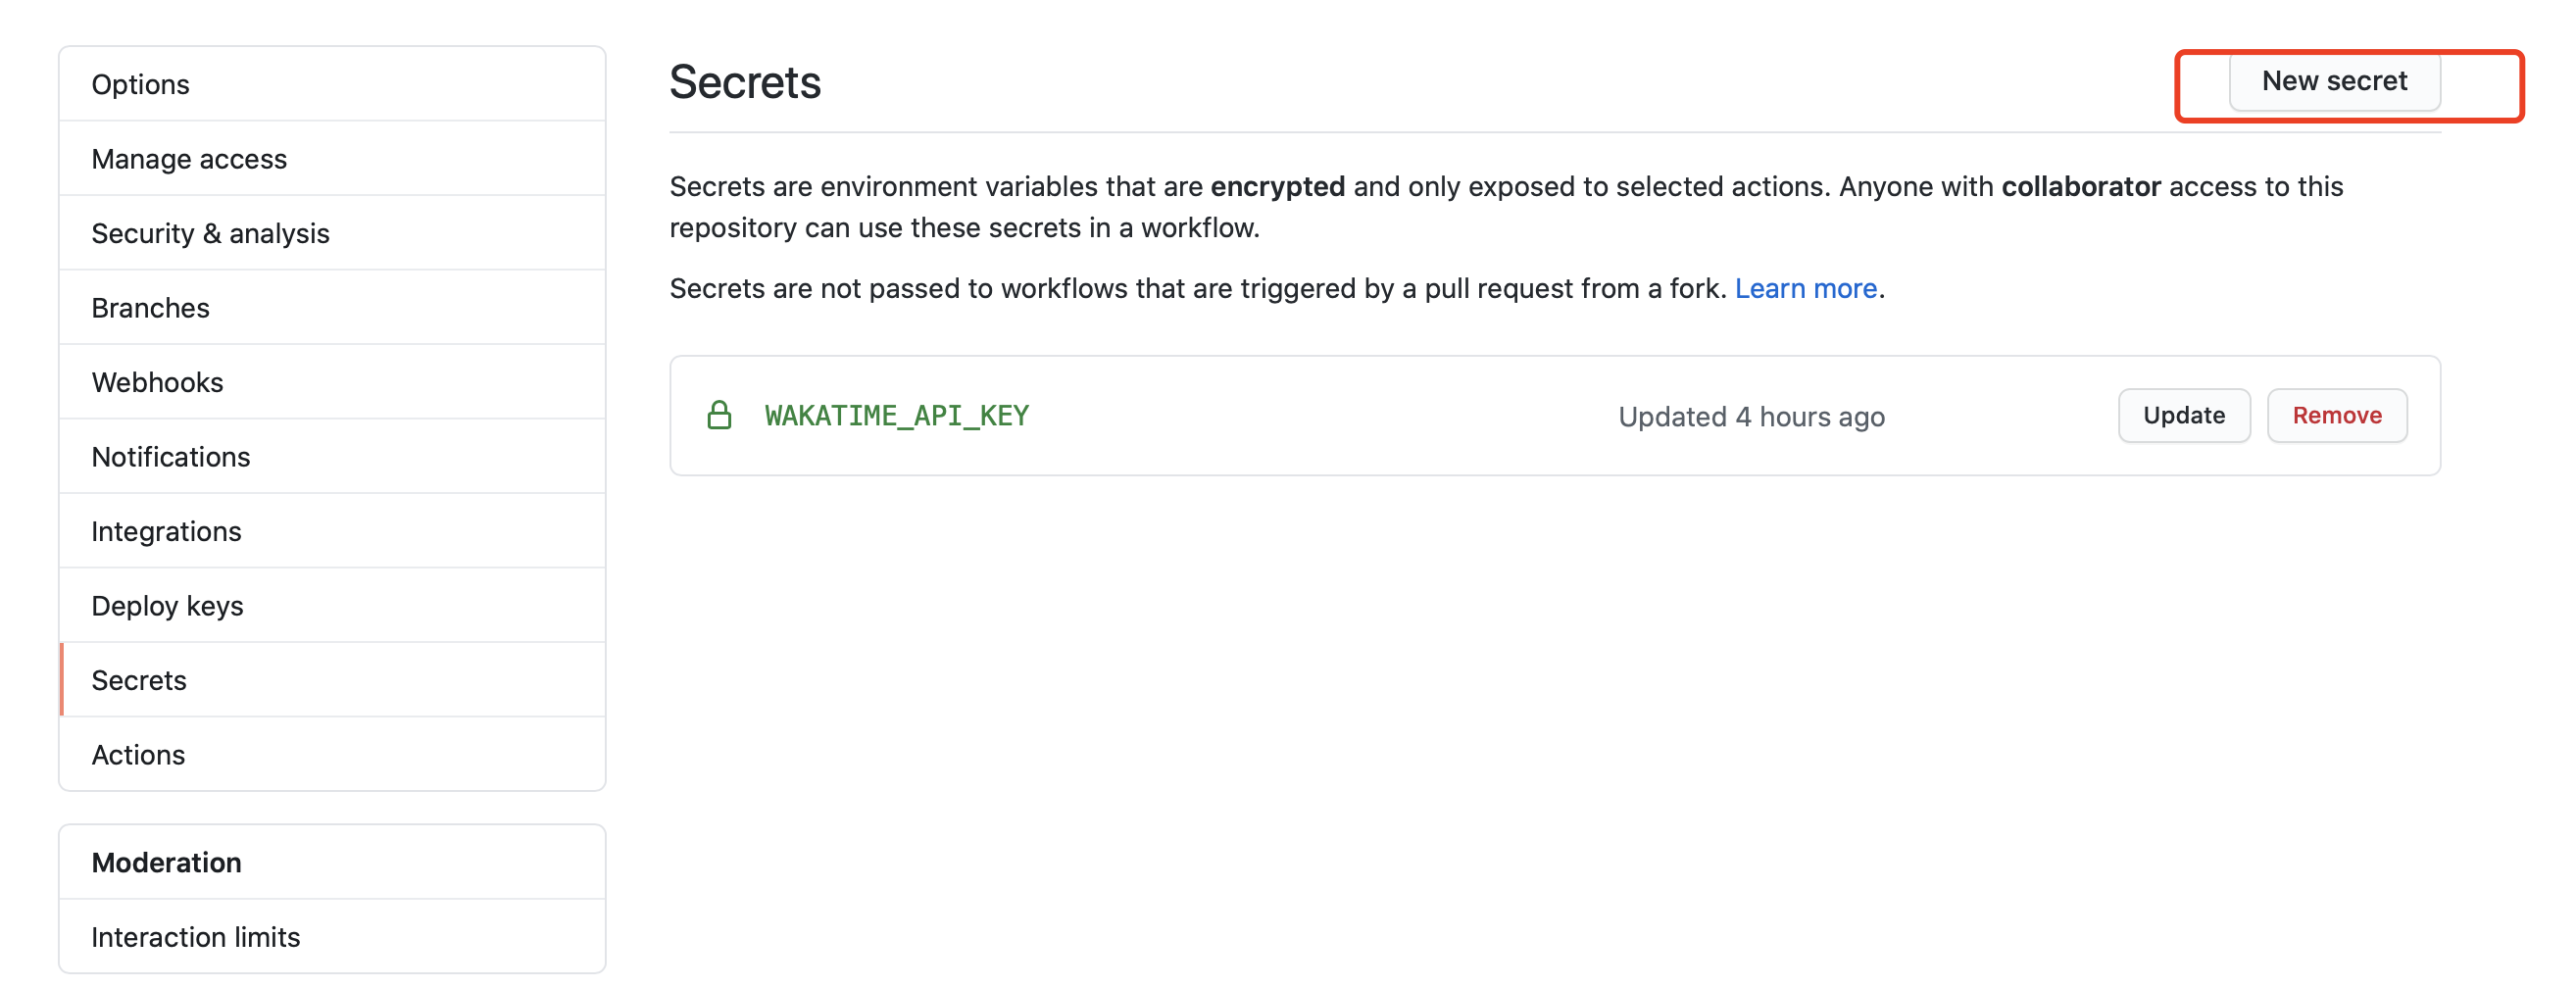 Options
Manage access
Security & analysis
Branches
Webhooks
Notifications
Integrations
Deploy keys
Secrets
Actions
Moderation
Interaction limits
Secrets
New secret
Secrets are environment variables that are encrypted and only exposed to selected actions. Anyone with collaborator access to this
repository can use these secrets in a workflow.
Secrets are not passed to workflows that are triggered by a pull request from a fork. Learn more.
WAKATIME_API_KEY
Updated 4 hours ago
Update
Remove